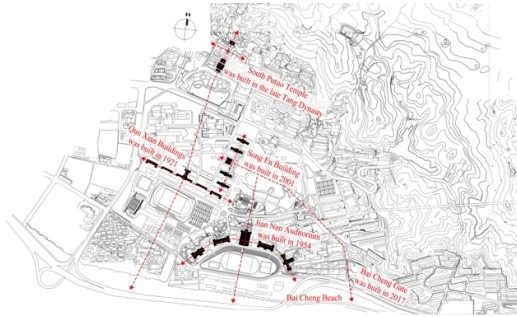 South Putuo Temple
was built in the late Tang Dynasty
Qun Xian Buildings
was built in 1921
Song En Building
was built in 2001
Jian Nan Auditorium
was built in 1954
Bai Cheng Gate
was built in 2017
Bai Cheng Beach